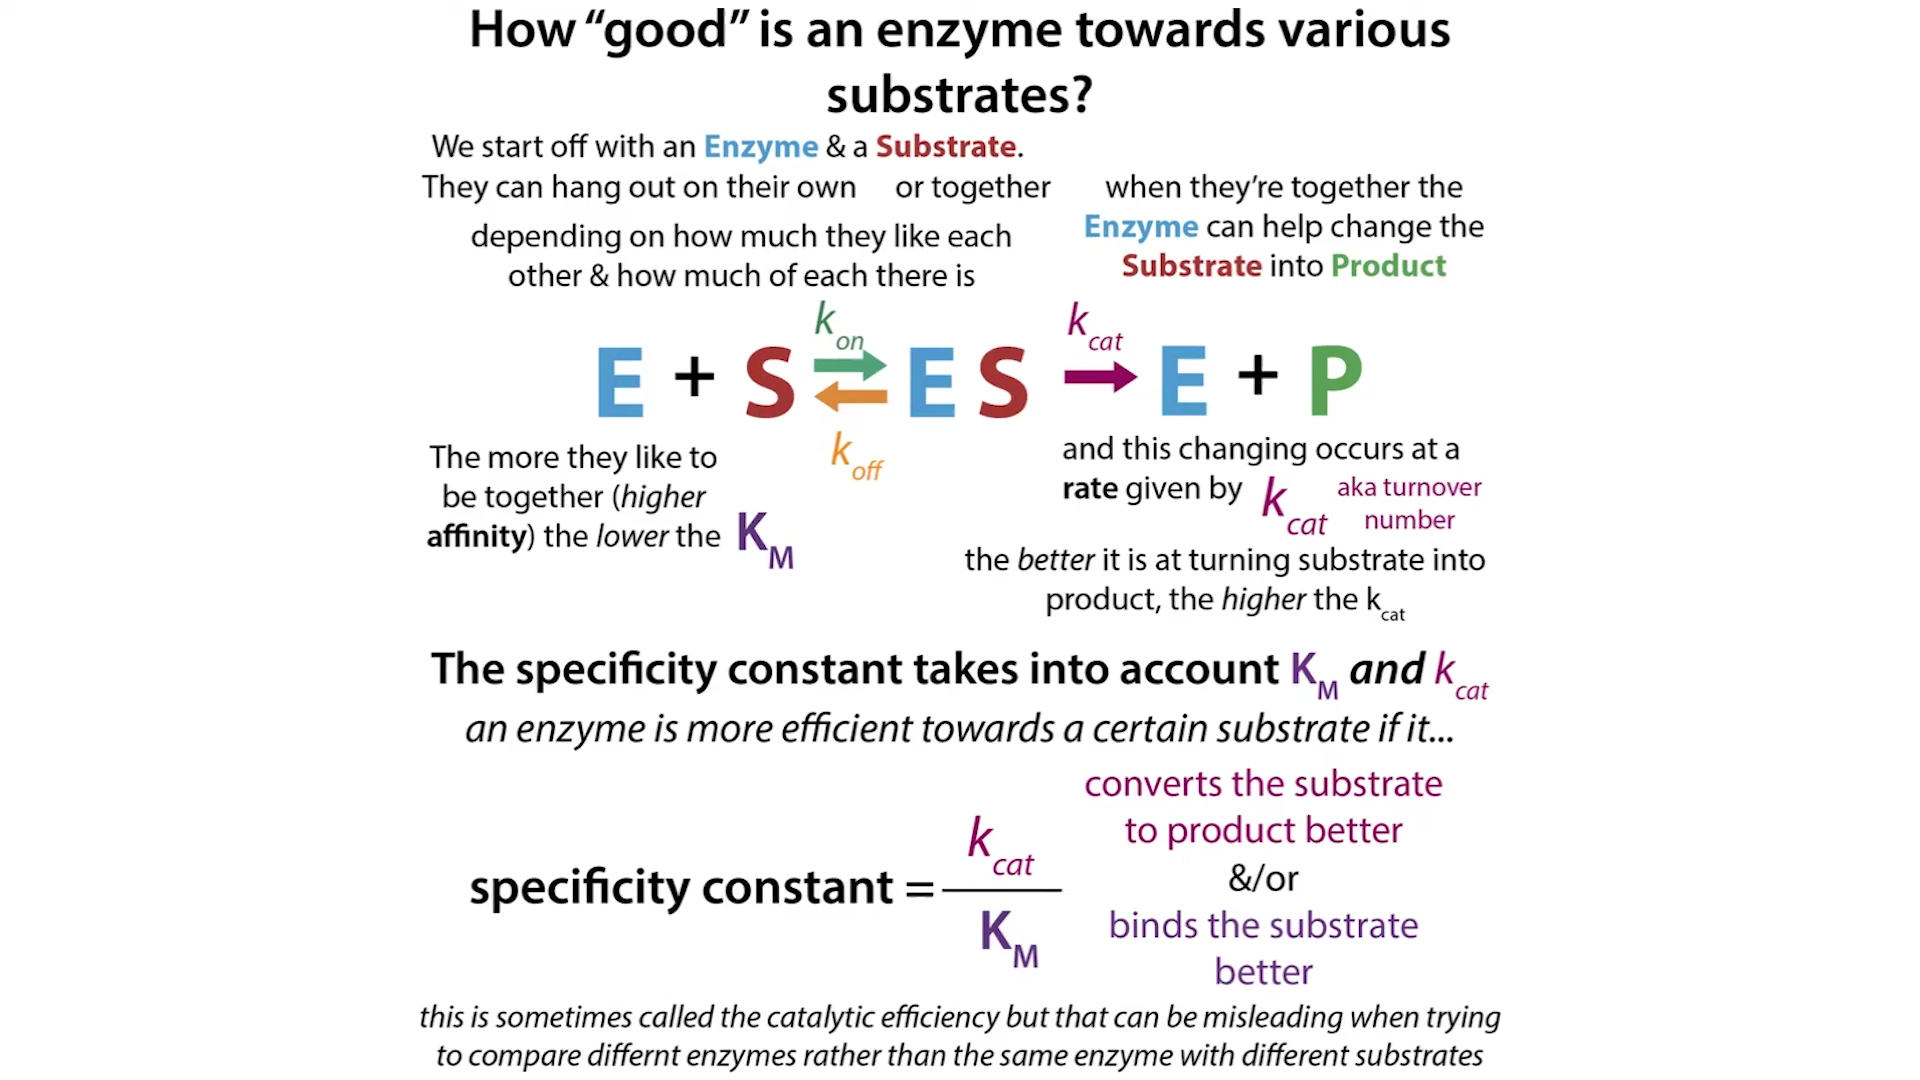 How “good” is an enzyme towards various
substrates?
We start off with an Enzyme & a Substrate.
They can hang out on their own or together
depending on how much they like each
other & how much of each there is
when they’re together the
Enzyme can help change the
Substrate into Product
k on
k cat
E + S E S E + P
k off
The more they like to
be together (higher
affinity) the lower the K M
and this changing occurs at a
rate given by k cat aka turnover
number
the better it is at turning substrate into
product, the higher the k cat
The specificity constant takes into account K M and k cat
an enzyme is more efficient towards a certain substrate if it...
specificity constant =
k cat
K M
converts the substrate
to product better
&/or
binds the substrate
better
this is sometimes called the catalytic efficiency but that can be misleading when trying
to compare differnt enzymes rather than the same enzyme with different substrates